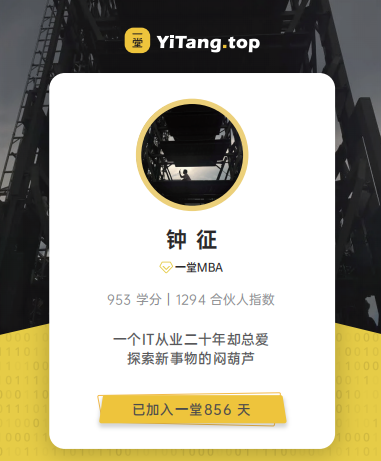 一堂 YiTang.top
钟征
一堂MBA
953 学分 | 1294 合伙人指数
一个IT从业二十年却总爱
探索新事物的闷葫芦
已加入一堂856 天